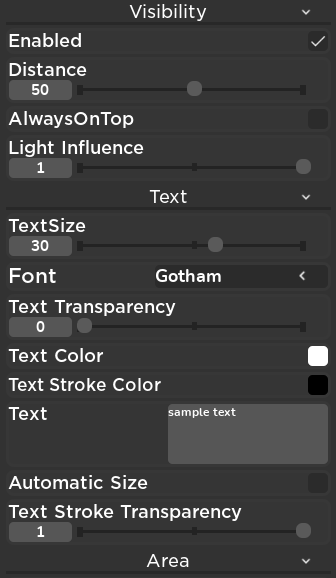 Visibility
Enabled
Distance
50
AlwaysOnTop
Light Influence
1
Text
TextSize
30
Font Gotham
Text Transparency
0
Text Color
Text Stroke Color
Text sample text
Automatic Size
Text Stroke Transparency
1
Area